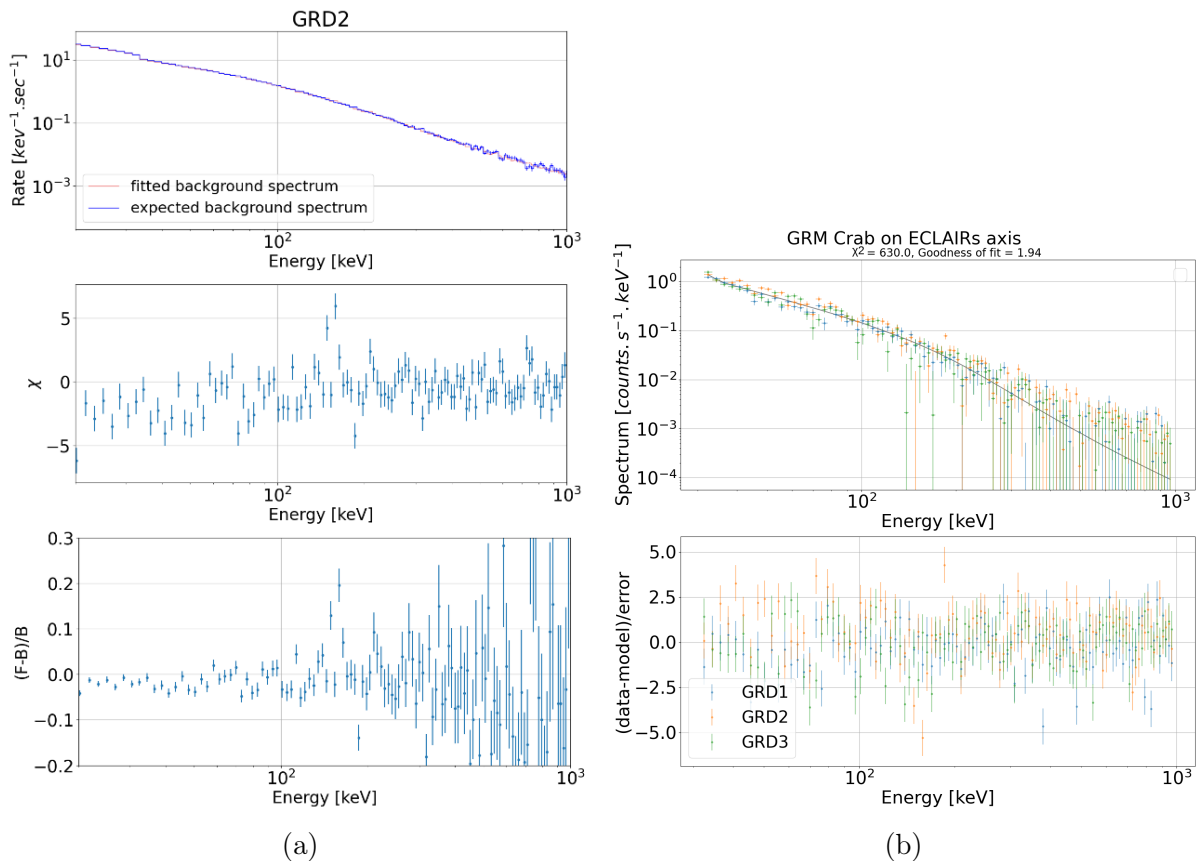 GRD2
10¹
10⁻¹
10⁻³
Rate [kev⁻¹.sec⁻¹]
fitted background spectrum
expected background spectrum
10²
10³
Energy [keV]
5
0
−5
χ
10²
10³
Energy [keV]
0.3
0.2
0.1
0.0
−0.1
−0.2
(F-B)/B
10²
10³
Energy [keV]
(a)
GRM Crab on ECLAIRs axis
χ² = 630.0, Goodness of fit = 1.94
10⁰
10⁻¹
10⁻²
10⁻³
10⁻⁴
Spectrum [counts.s⁻¹.keV⁻¹]
10²
10³
Energy [keV]
5.0
2.5
0.0
−2.5
−5.0
(data-model)/error
GRD1
GRD2
GRD3
10²
10³
Energy [keV]
(b)